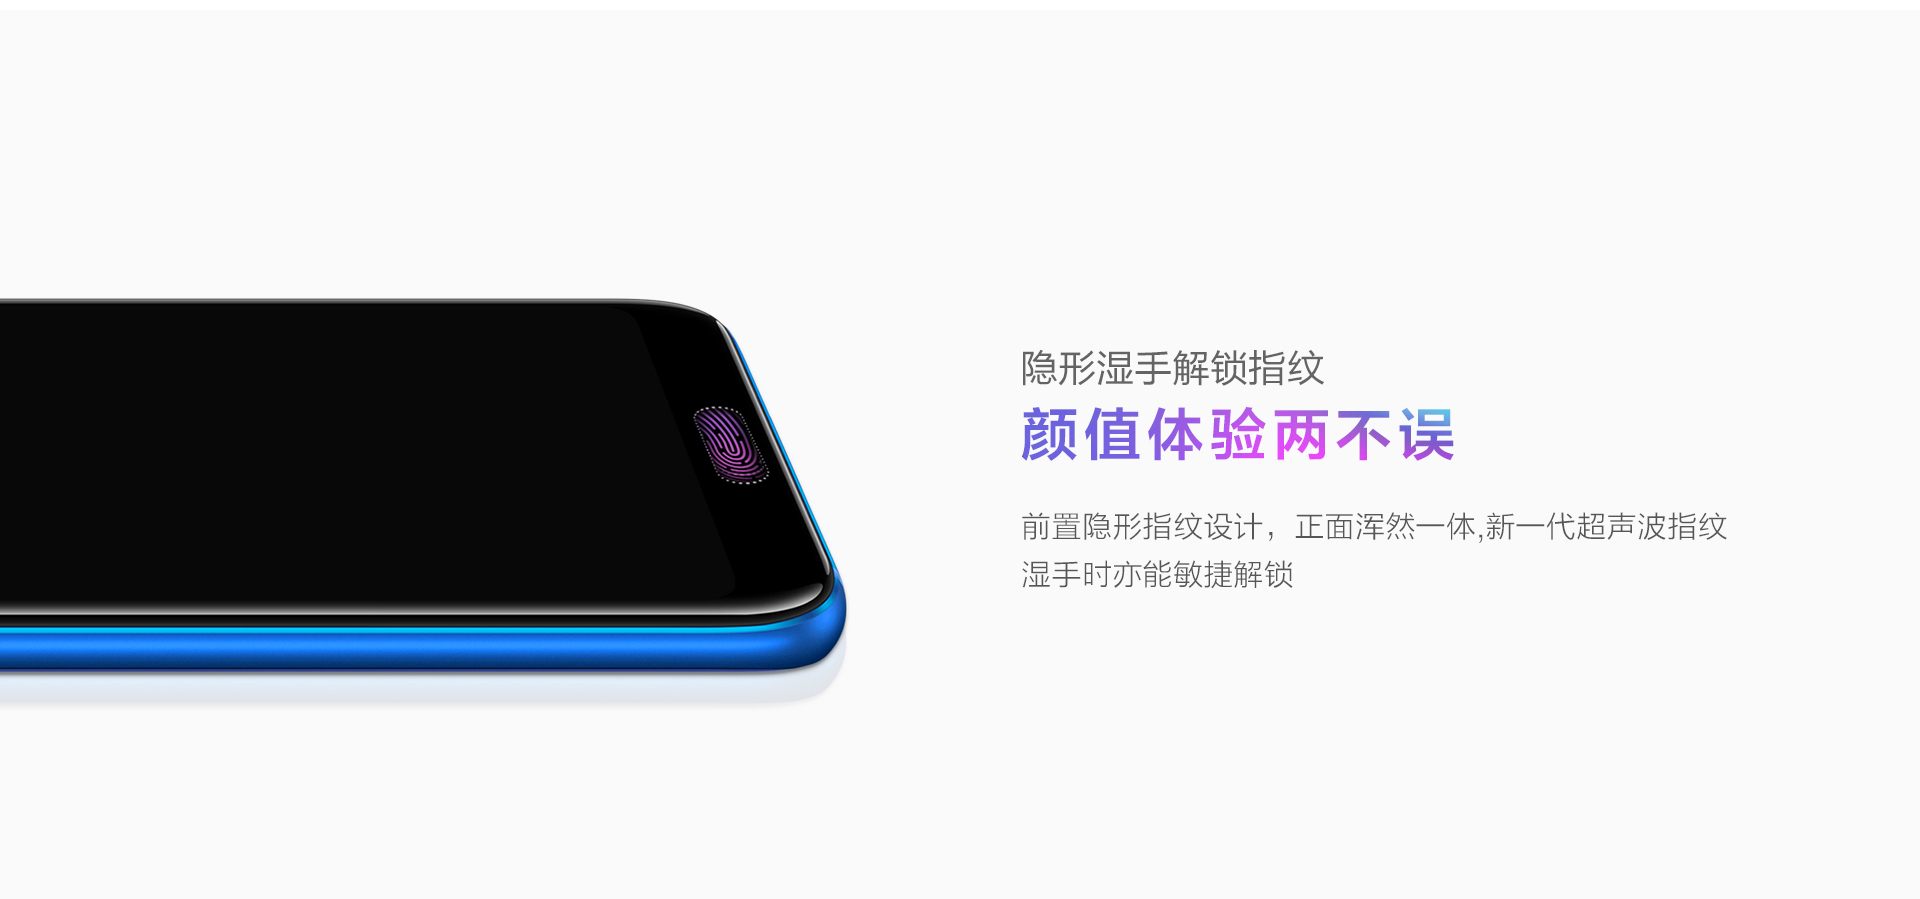 隐形湿手解锁指纹
颜值体验两不误
前置隐形指纹设计，正面浑然一体,新一代超声波指纹
湿手时亦能敏捷解锁